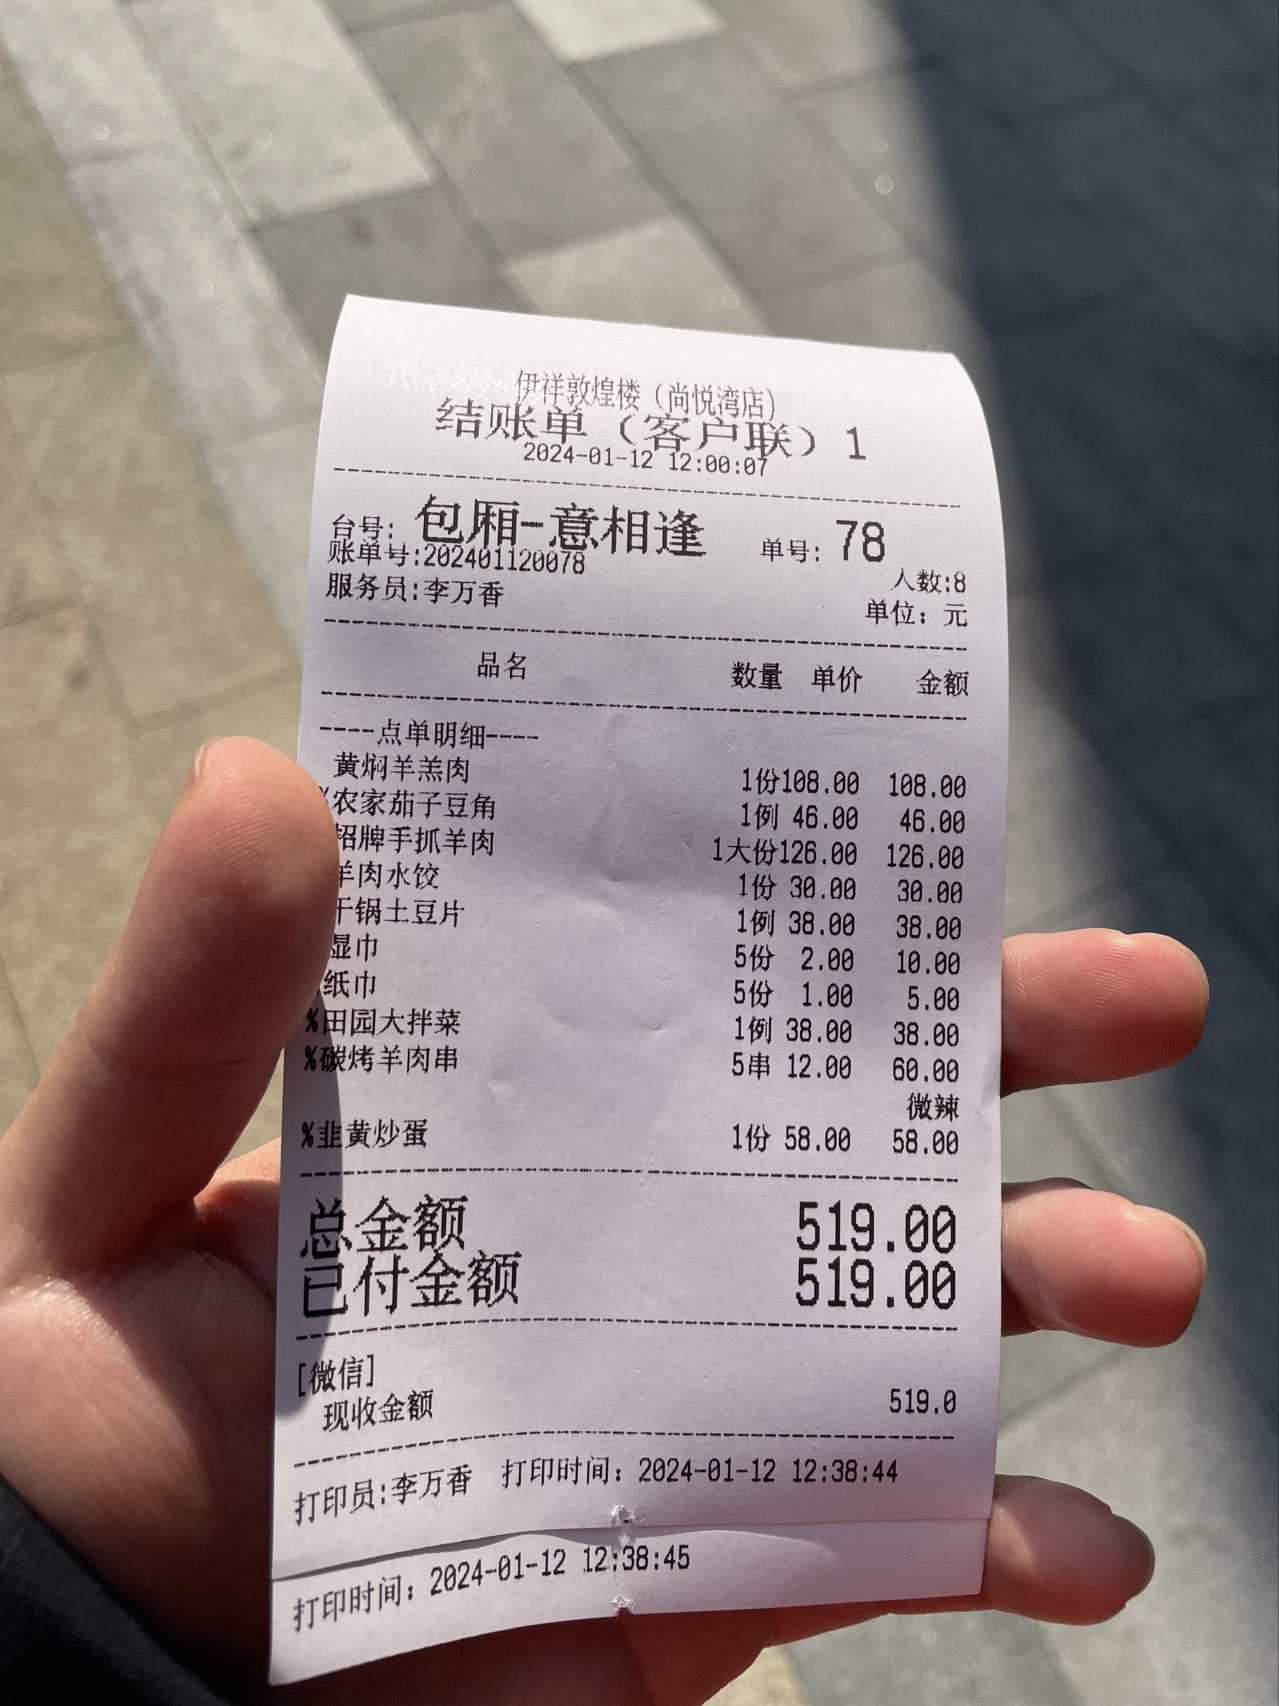 伊祥敦煌楼（尚悦湾店）
结账单（客户联）1
2024-01-12 12:00:07
台号: 包厢-意相逢 单号: 78
账单号:202401120078
人数:8
服务员:李万香
单位: 元
品名 数量 单价 金额
----点单明细----
黄焖羊羔肉 1份108.00 108.00
%农家茄子豆角 1例 46.00 46.00
招牌手抓羊肉 1大份126.00 126.00
羊肉水饺 1份 30.00 30.00
干锅土豆片 1例 38.00 38.00
湿巾 5份 2.00 10.00
纸巾 5份 1.00 5.00
%田园大拌菜 1例 38.00 38.00
%碳烤羊肉串 5串 12.00 60.00
微辣
%韭黄炒蛋 1份 58.00 58.00
总金额 519.00
已付金额 519.00
[微信]
现收金额 519.0
打印员:李万香 打印时间: 2024-01-12 12:38:44
打印时间: 2024-01-12 12:38:45